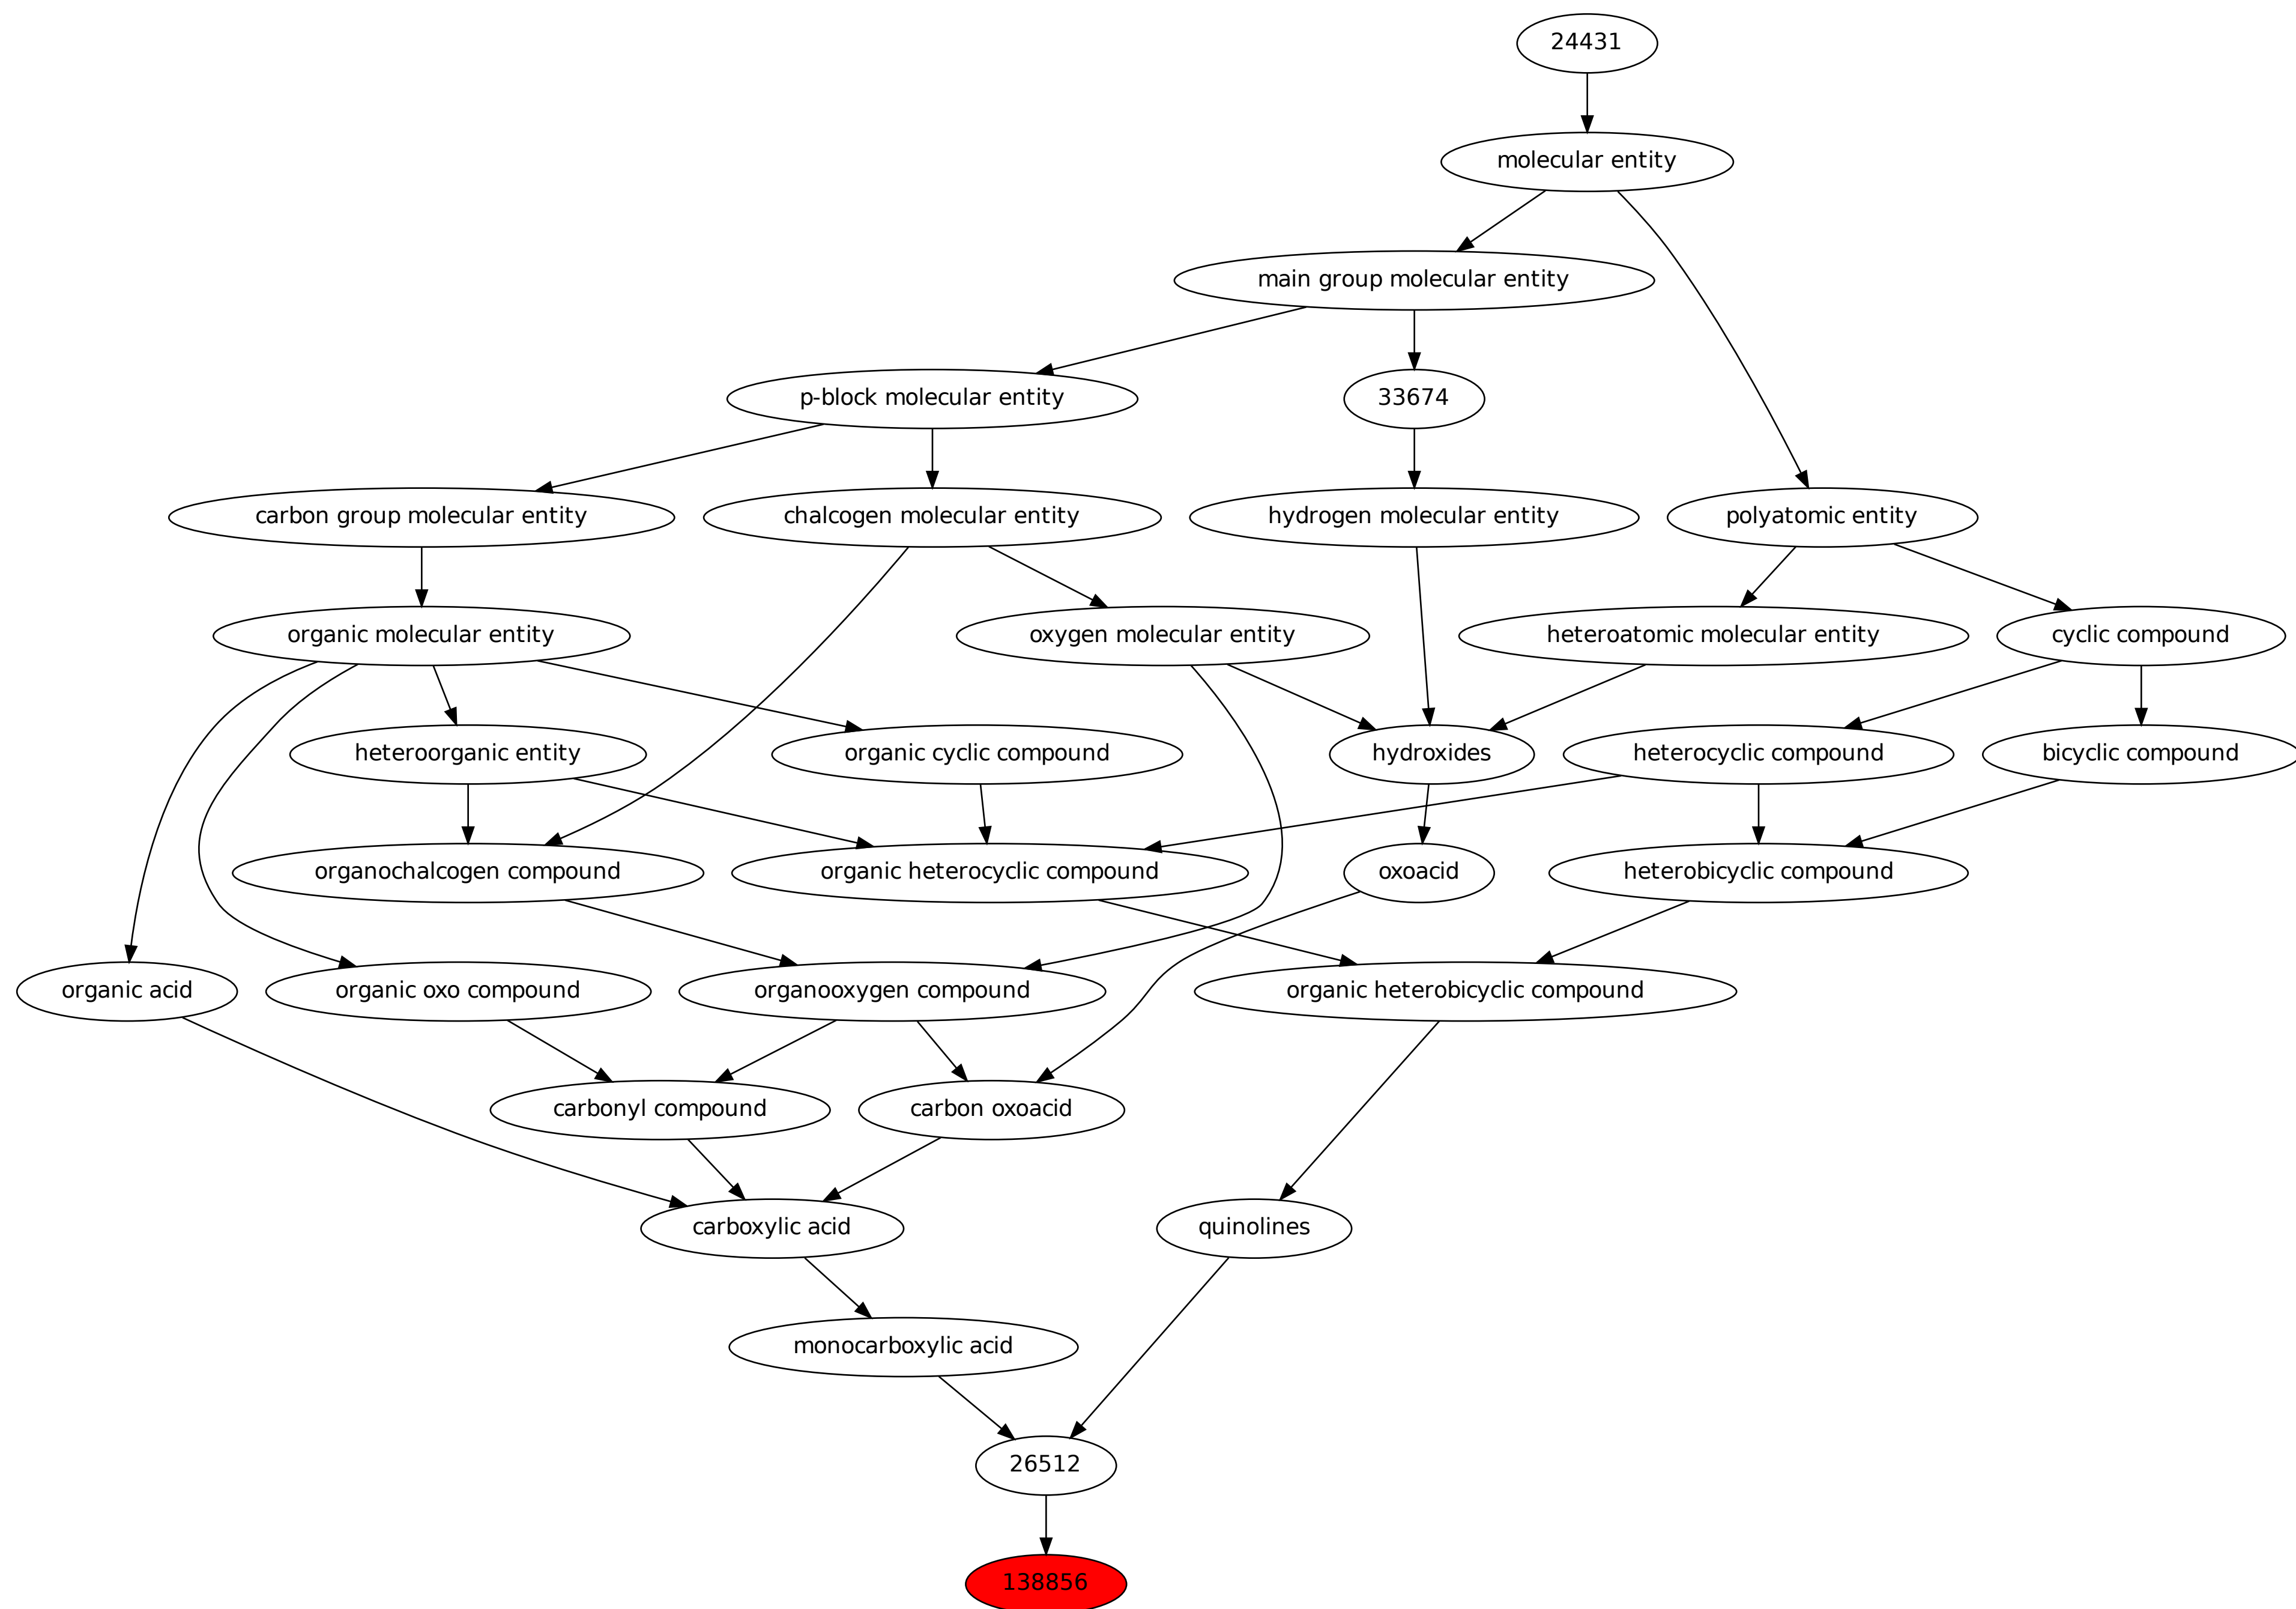 24431
molecular entity
main group molecular entity
p-block molecular entity
33674
carbon group molecular entity
chalcogen molecular entity
hydrogen molecular entity
polyatomic entity
organic molecular entity
oxygen molecular entity
heteroatomic molecular entity
cyclic compound
heteroorganic entity
organic cyclic compound
hydroxides
heterocyclic compound
bicyclic compound
organochalcogen compound
organic heterocyclic compound
oxoacid
heterobicyclic compound
organic acid
organic oxo compound
organooxygen compound
organic heterobicyclic compound
carbonyl compound
carbon oxoacid
carboxylic acid
quinolines
monocarboxylic acid
26512
138856